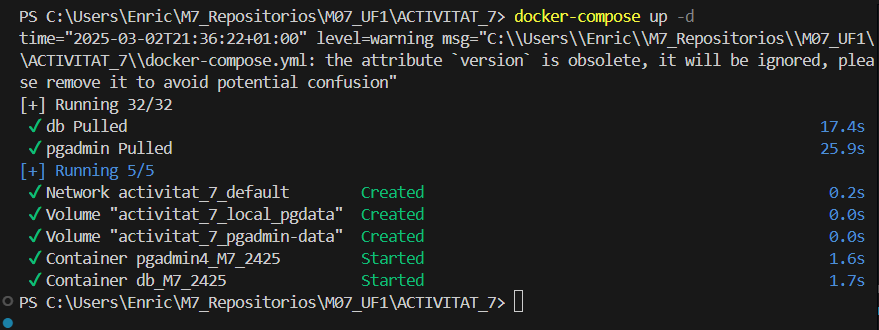 PS C:\Users\Enric\M7_Repositorios\M07_UF1\ACTIVITAT_7> docker-compose up -d
time="2025-03-02T21:36:22+01:00" level=warning msg="C:\\Users\\Enric\\M7_Repositorios\\M07_UF1\
\ACTIVITAT_7\\docker-compose.yml: the attribute `version` is obsolete, it will be ignored, plea
se remove it to avoid potential confusion"
[+] Running 32/32
✔ db Pulled 17.4s
✔ pgadmin Pulled 25.9s
[+] Running 5/5
✔ Network activitat_7_default Created 0.2s
✔ Volume "activitat_7_local_pgdata" Created 0.0s
✔ Volume "activitat_7_pgadmin-data" Created 0.0s
✔ Container pgadmin4_M7_2425 Started 1.6s
✔ Container db_M7_2425 Started 1.7s
PS C:\Users\Enric\M7_Repositorios\M07_UF1\ACTIVITAT_7>